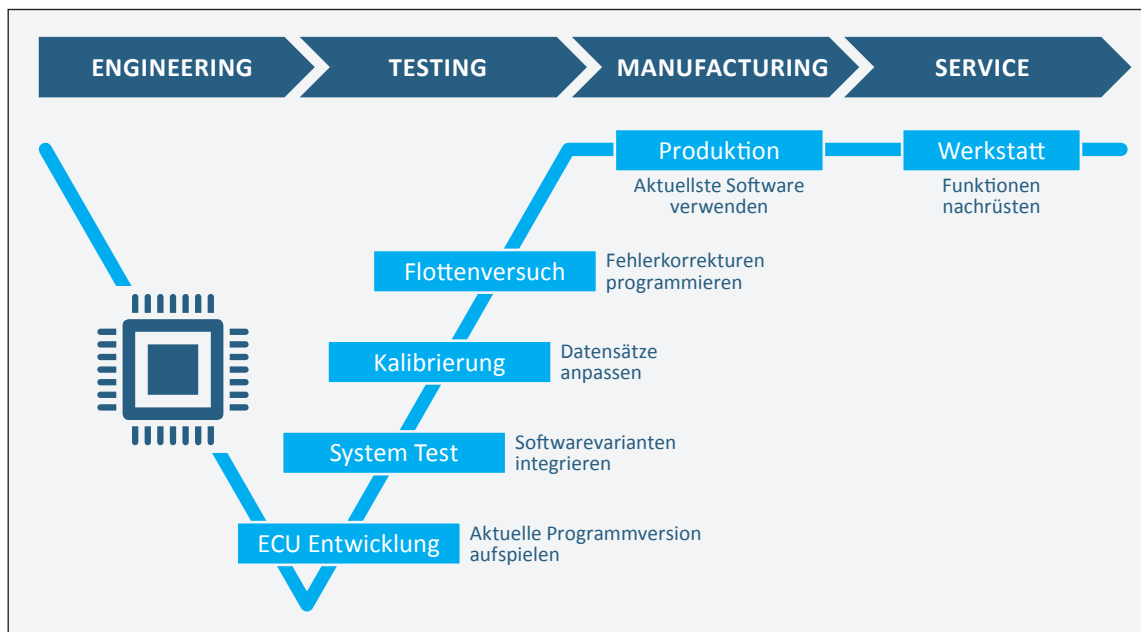 ENGINEERING
TESTING
MANUFACTURING
SERVICE
Produktion
Aktuellste Software
verwenden
Werkstatt
Funktionen
nachrüsten
Flottenversuch
Fehlerkorrekturen
programmieren
Kalibrierung
Datensätze
anpassen
System Test
Softwarevarianten
integrieren
ECU Entwicklung
Aktuelle Programmversion
aufspielen